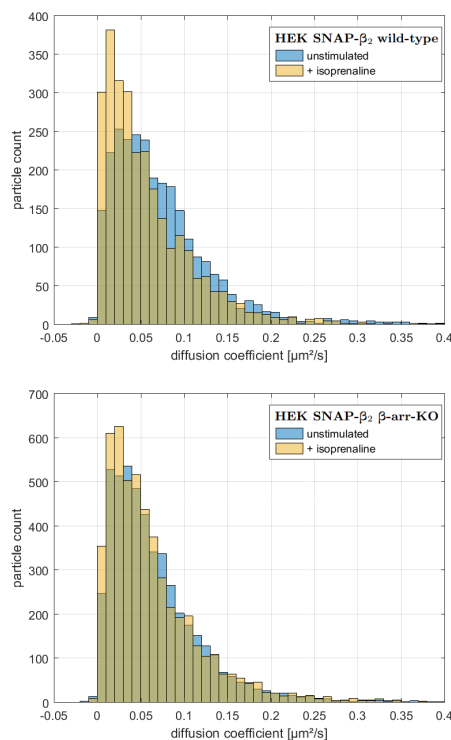 400
350
300
250
200
150
100
50
0
particle count
HEK SNAP-β₂ wild-type
unstimulated
+ isoprenaline
-0.05 0 0.05 0.1 0.15 0.2 0.25 0.3 0.35 0.4
diffusion coefficient [µm²/s]
700
600
500
400
300
200
100
0
particle count
HEK SNAP-β₂ β-arr-KO
unstimulated
+ isoprenaline
-0.05 0 0.05 0.1 0.15 0.2 0.25 0.3 0.35 0.4
diffusion coefficient [µm²/s]